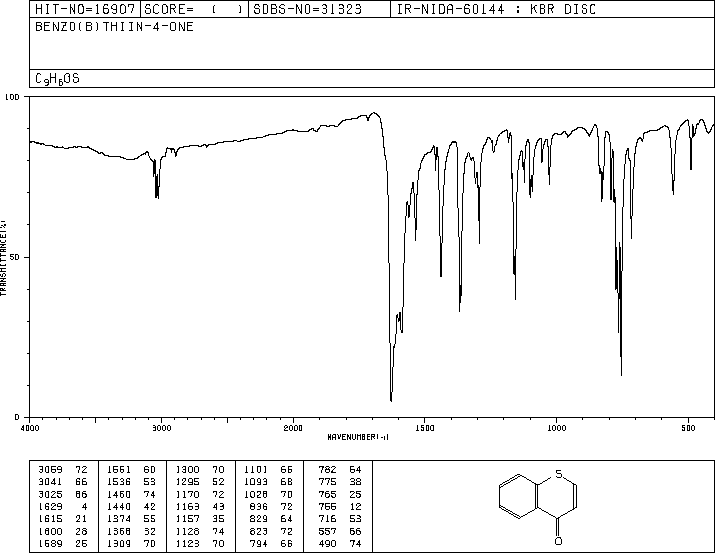 HIT-NO=16907 SCORE= ( ) SDBS-NO=31323 IR-NIDA-60144 : KBR DISC
BENZO(B)THIIN-4-ONE
C9H6OS
100
50
0
TRANSMITTANCE(%)
4000 3000 2000 1500 1000 500
WAVENUMBER(-1)
3069 72 1561 60 1300 70 1101 66 782 64
3041 66 1536 53 1295 52 1093 68 775 38
3025 66 1460 74 1170 72 1028 70 765 25
1629 4 1440 42 1163 43 836 72 755 12
1615 21 1374 55 1157 35 829 64 716 53
1600 28 1368 32 1128 74 823 72 557 66
1589 25 1309 70 1123 70 794 66 490 74
S
O